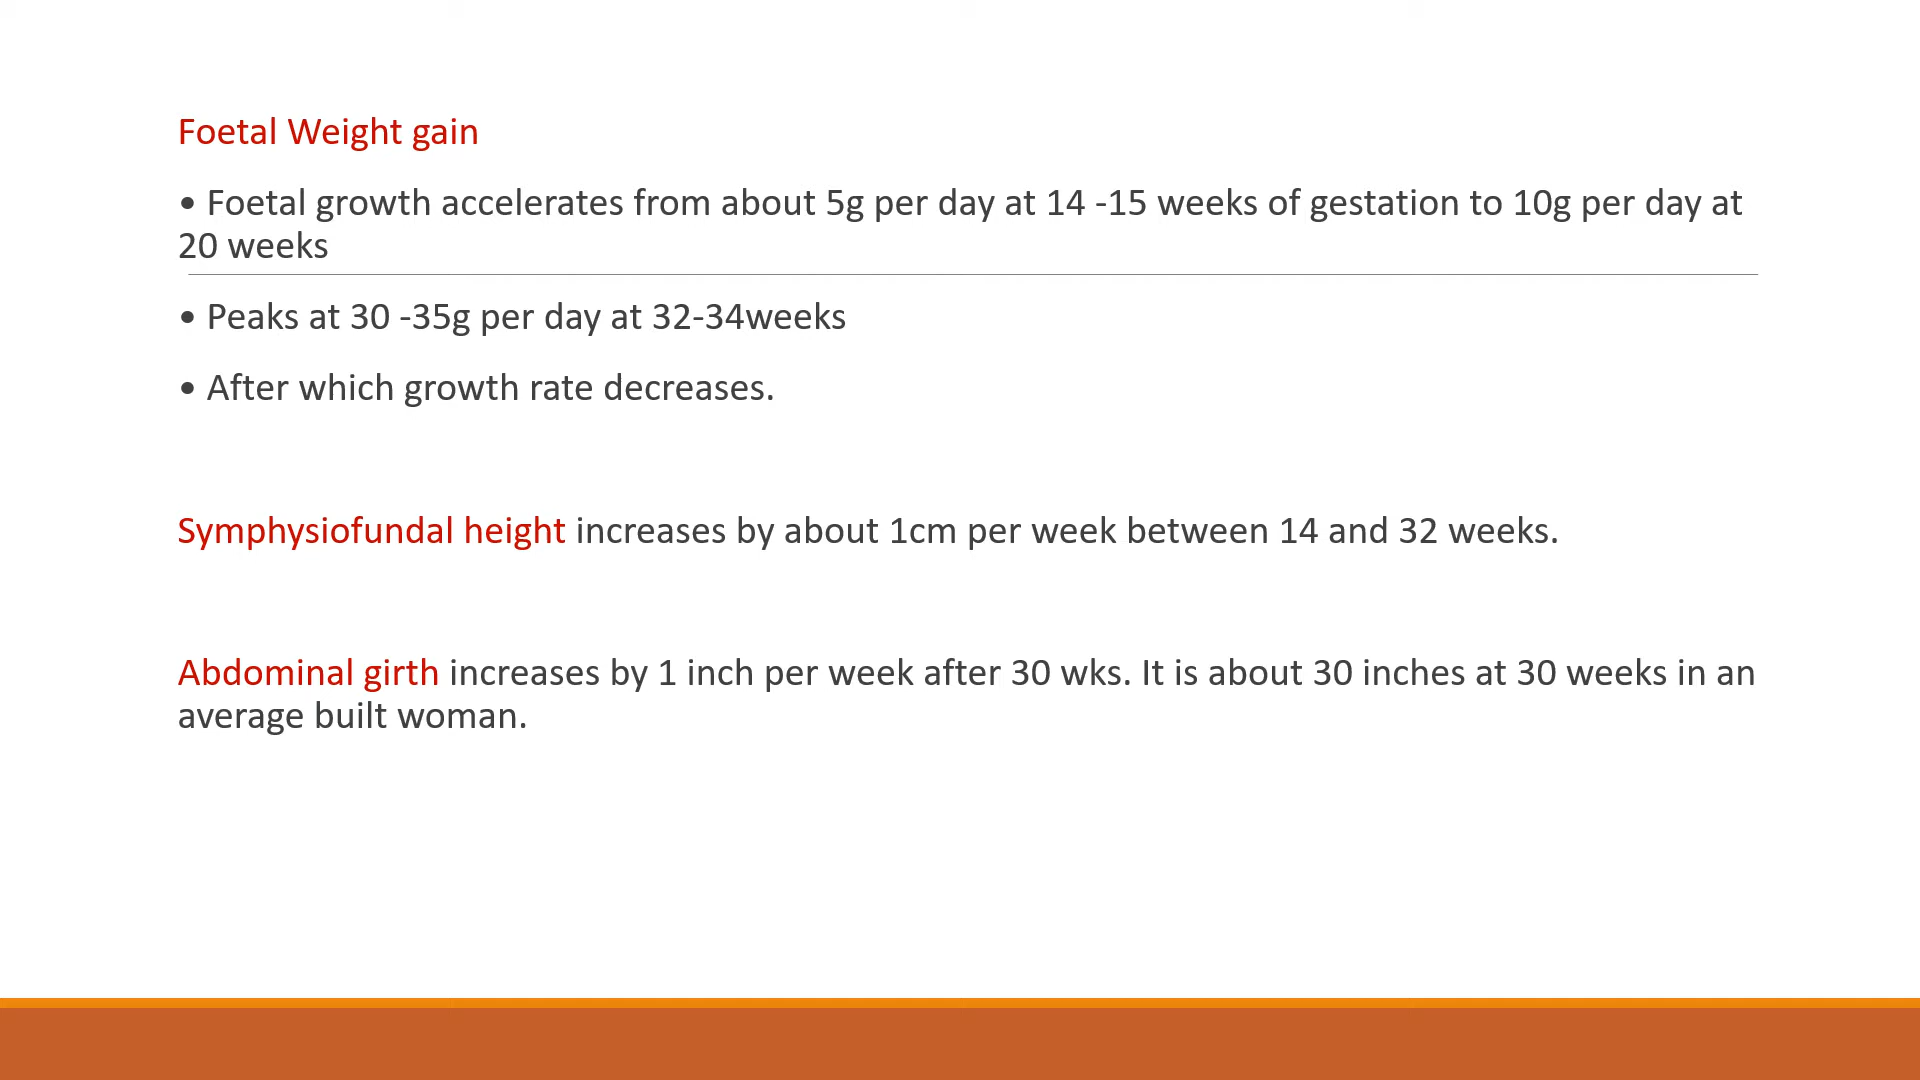 Foetal Weight gain
• Foetal growth accelerates from about 5g per day at 14 -15 weeks of gestation to 10g per day at
20 weeks
• Peaks at 30 -35g per day at 32-34weeks
• After which growth rate decreases.
Symphysiofundal height increases by about 1cm per week between 14 and 32 weeks.
Abdominal girth increases by 1 inch per week after 30 wks. It is about 30 inches at 30 weeks in an
average built woman.